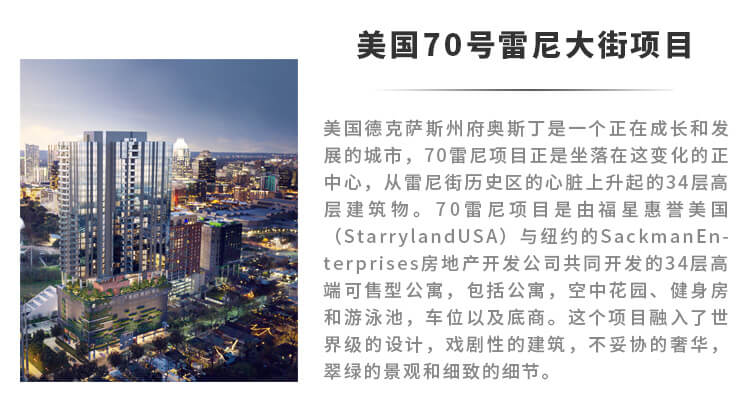 美国70号雷尼大街项目
美国德克萨斯州府奥斯丁是一个正在成长和发
展的城市，70雷尼项目正是坐落在这变化的正
中心，从雷尼街历史区的心脏上升起的34层高
层建筑物。70雷尼项目是由福星惠誉美国
（StarrylandUSA）与纽约的SackmanEn-
terprises房地产开发公司共同开发的34层高
端可售型公寓，包括公寓，空中花园、健身房
和游泳池，车位以及底商。这个项目融入了世
界级的设计，戏剧性的建筑，不妥协的奢华，
翠绿的景观和细致的细节。